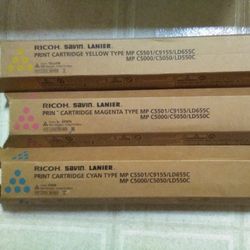 RICOH Savin. LANIER.
PRINT CARTRIDGE YELLOW TYPE MP C5501/C9155/LD655C
MP C5000/C5050/LD550C
RICOH Savin. LANIER.
PRIN CARTRIDGE MAGENTA TYPE MP C5501/C9155/LD655C
MP C5000/C5050/LD550C
RICOH Savin. LANIER.
PRINT CARTRIDGE CYAN TYPE MP C5501/C9155/LD655C
MP C5000/C5050/LD550C